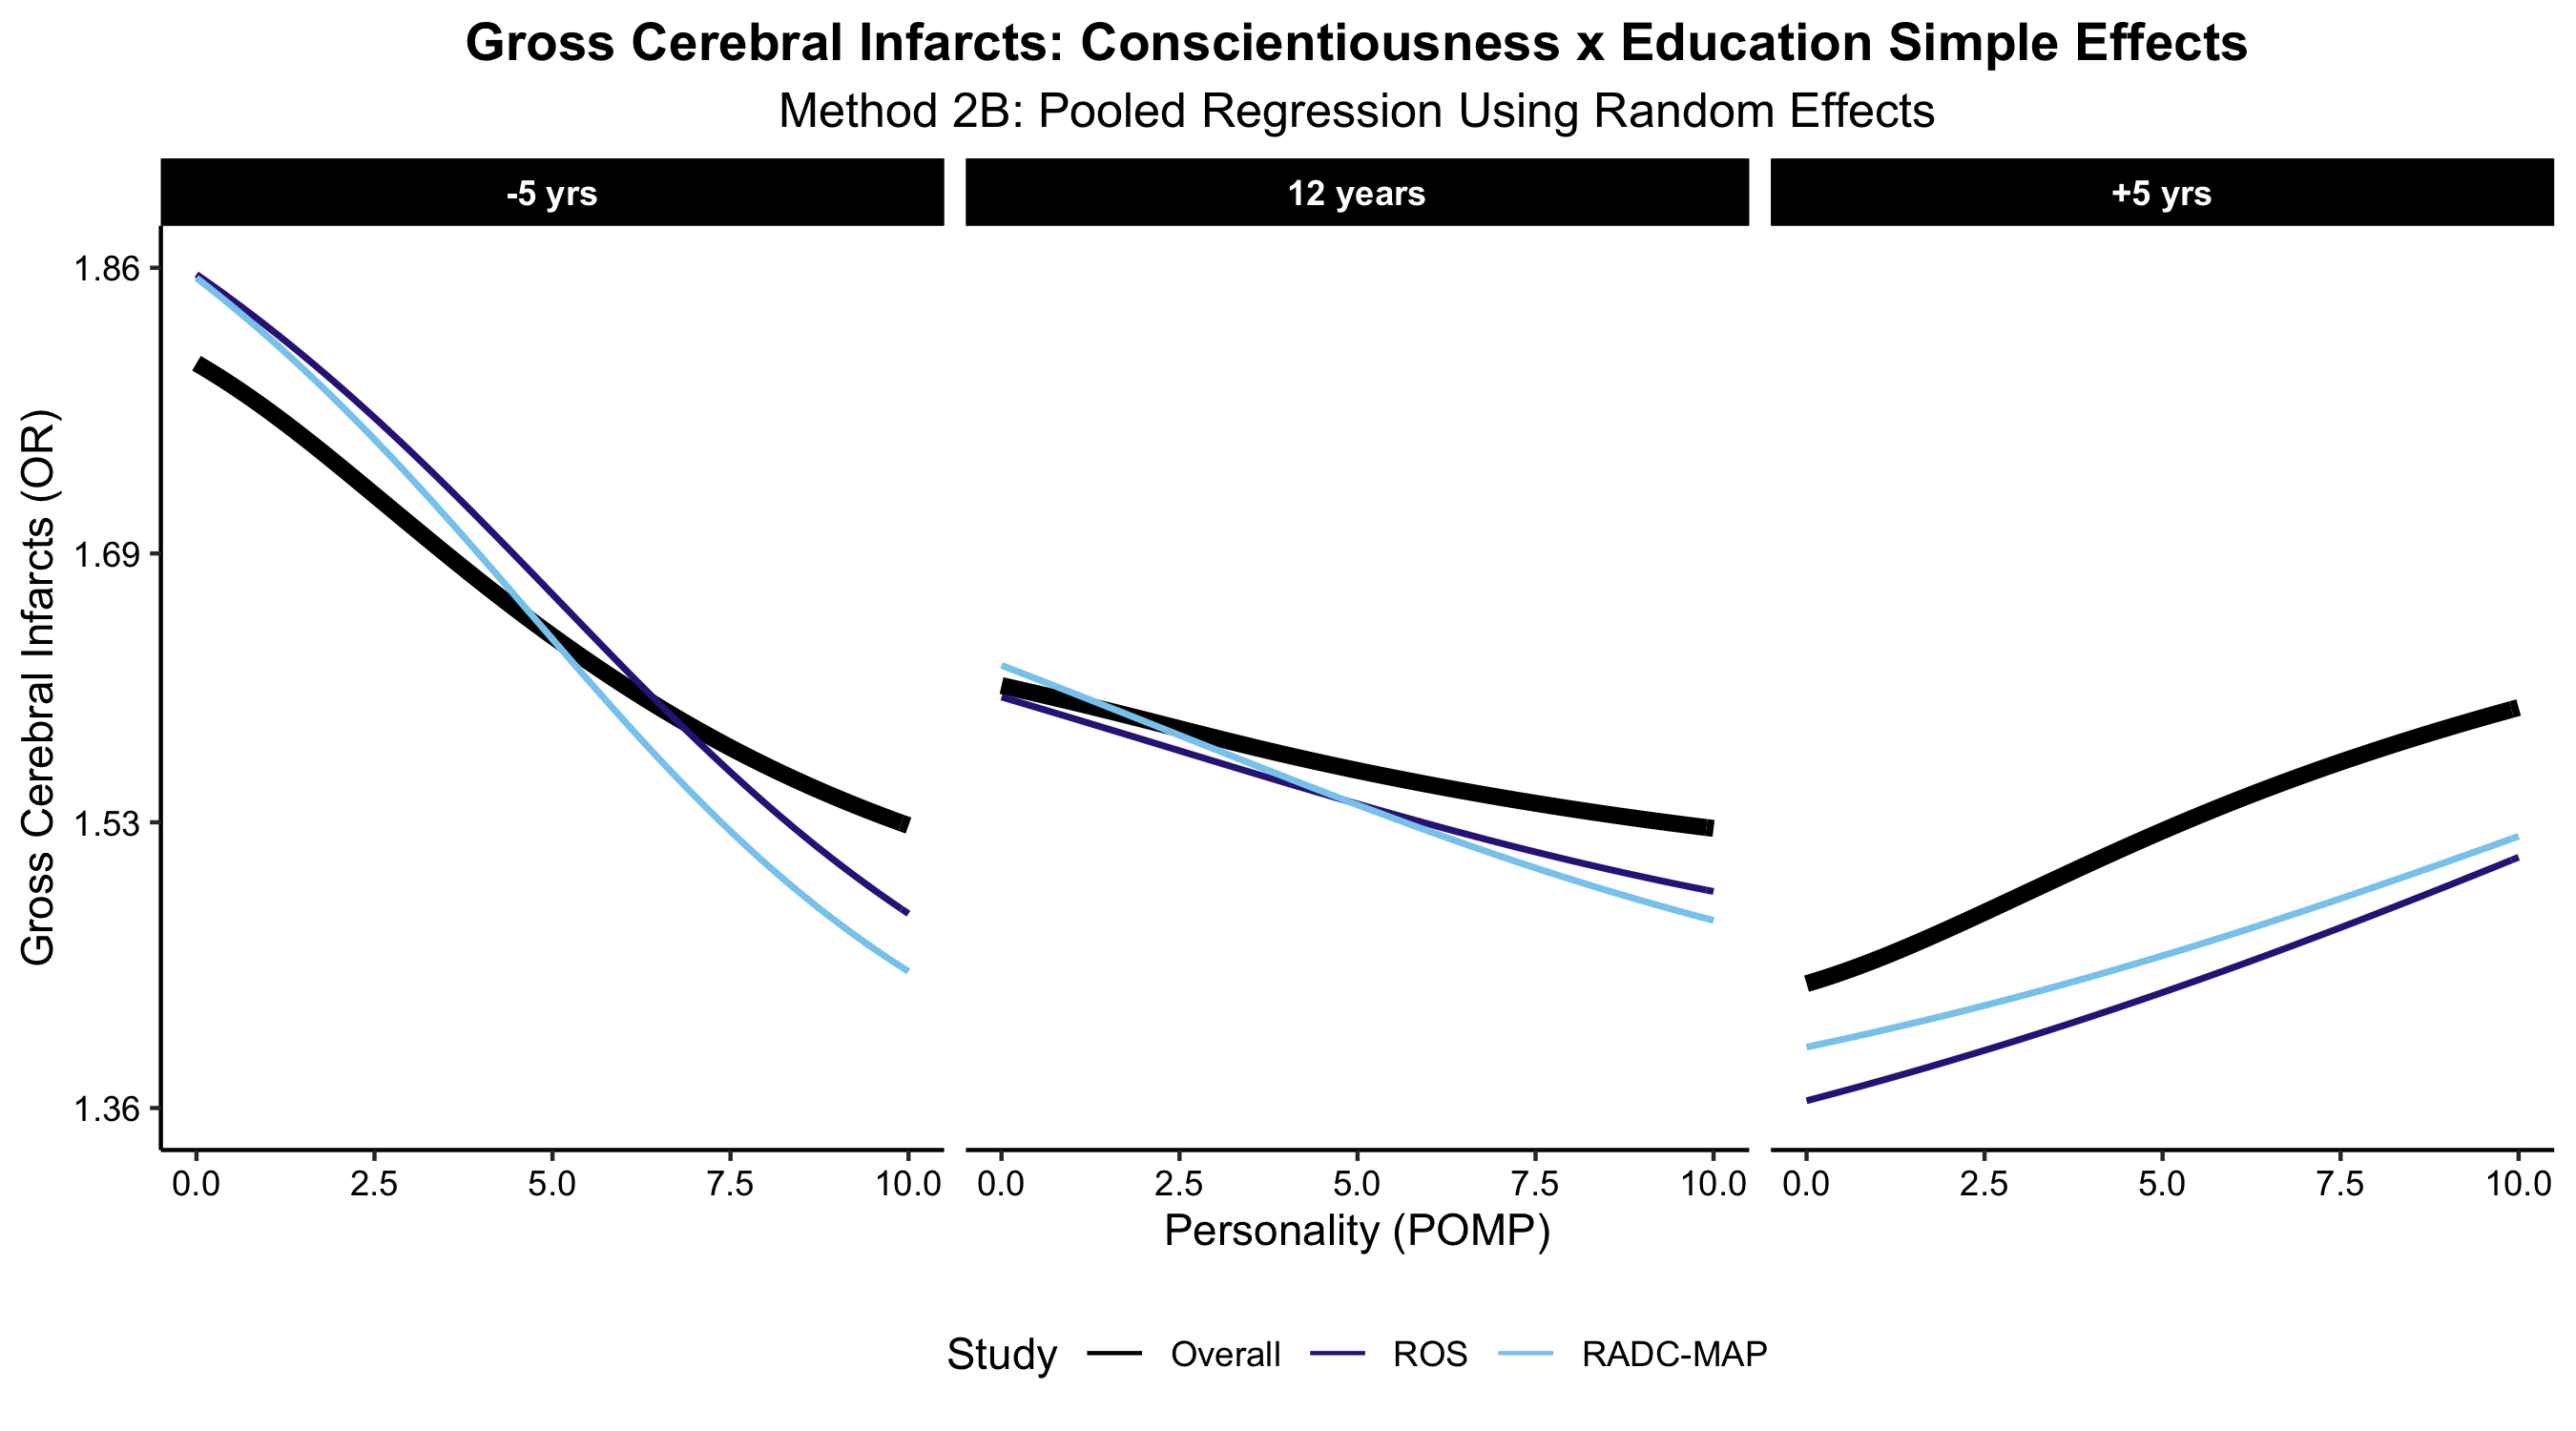 Gross Cerebral Infarcts: Conscientiousness x Education Simple Effects
Method 2B: Pooled Regression Using Random Effects
-5 yrs
12 years
+5 yrs
Gross Cerebral Infarcts (OR)
1.86
1.69
1.53
1.36
0.0 2.5 5.0 7.5 10.0
0.0 2.5 5.0 7.5 10.0
0.0 2.5 5.0 7.5 10.0
Personality (POMP)
Study Overall ROS RADC-MAP